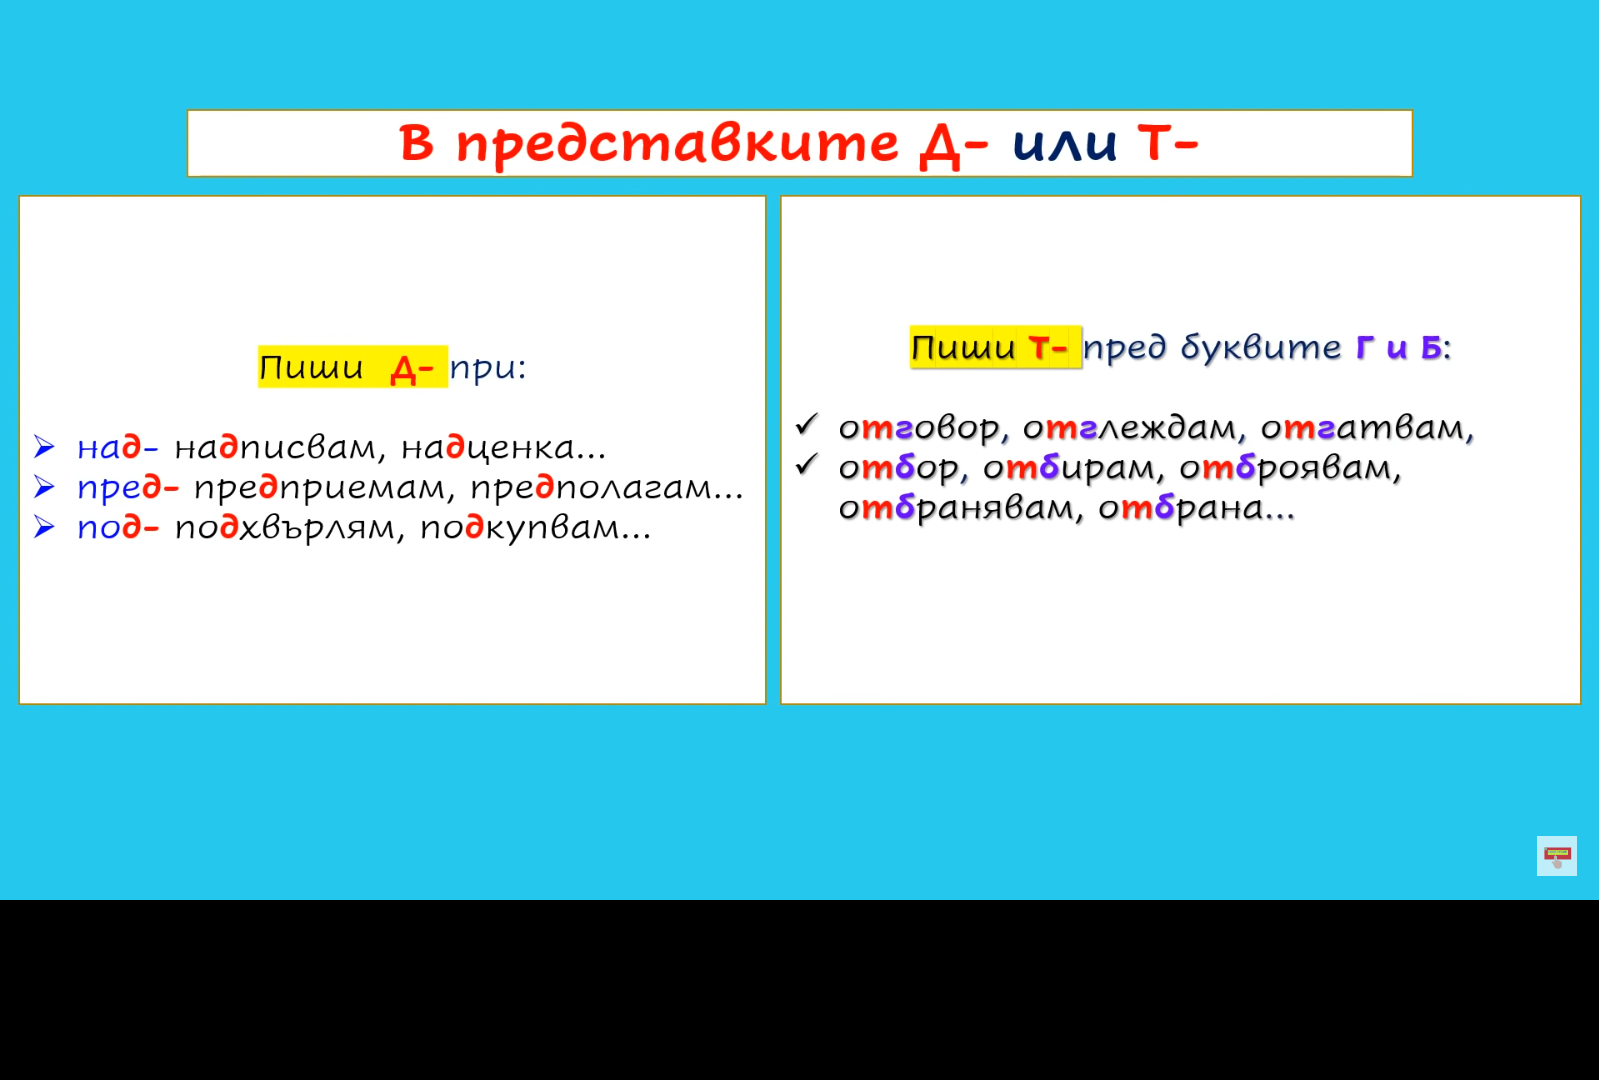 В представките Д- или Т-
Пиши Д- при:
над- надписвам, надценка...
пред- предприемам, предполагам...
под- подхвърлям, подкупвам...
Пиши Т- пред буквите Г и Б:
отговор, отглеждам, отгатвам,
отбор, отбирам, отброявам,
отбранявам, отбрана...